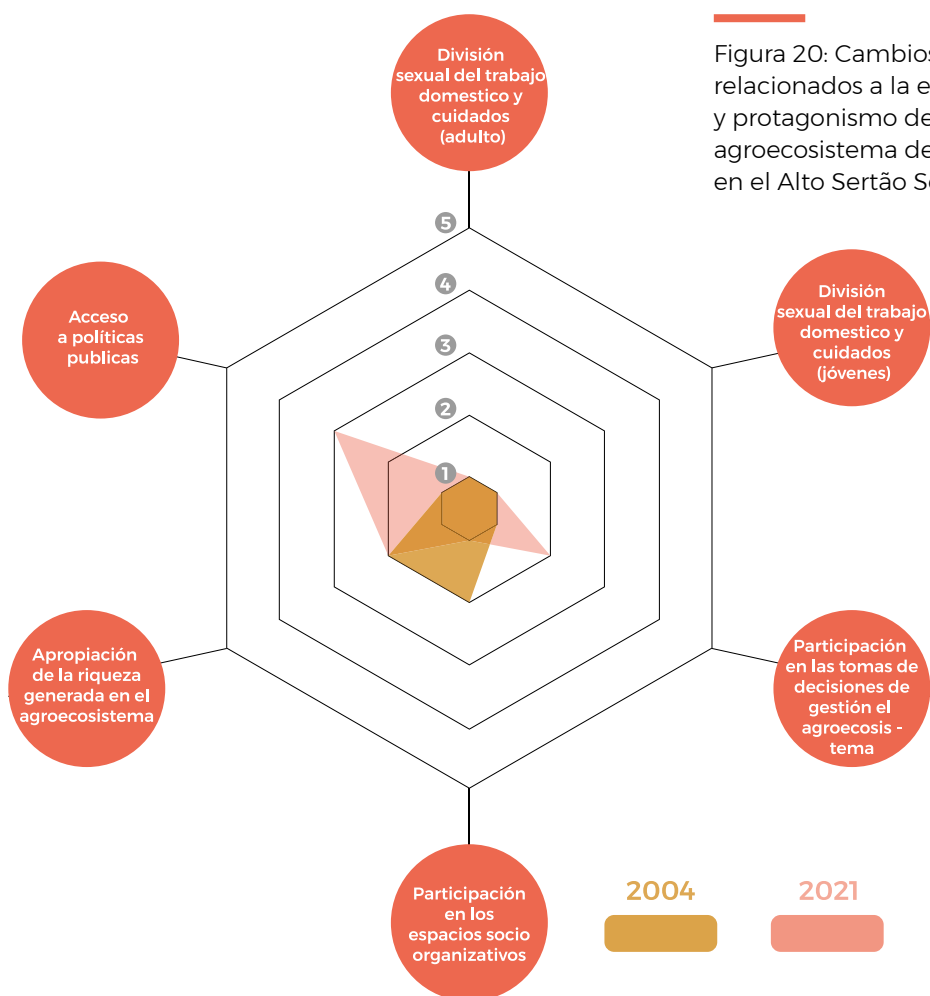 Figura 20: Cambios
relacionados a la e
y protagonismo de
agroecosistema de
en el Alto Sertão Se
División
sexual del trabajo
domestico y
cuidados
(adulto)
5
4
3
2
1
Acceso
a políticas
publicas
División
sexual del trabajo
domestico y
cuidados
(jóvenes)
Apropiación
de la riqueza
generada en el
agroecosistema
Participación
en las tomas de
decisiones de
gestión el
agroecosis -
tema
Participación
en los
espacios socio
organizativos
2004
2021